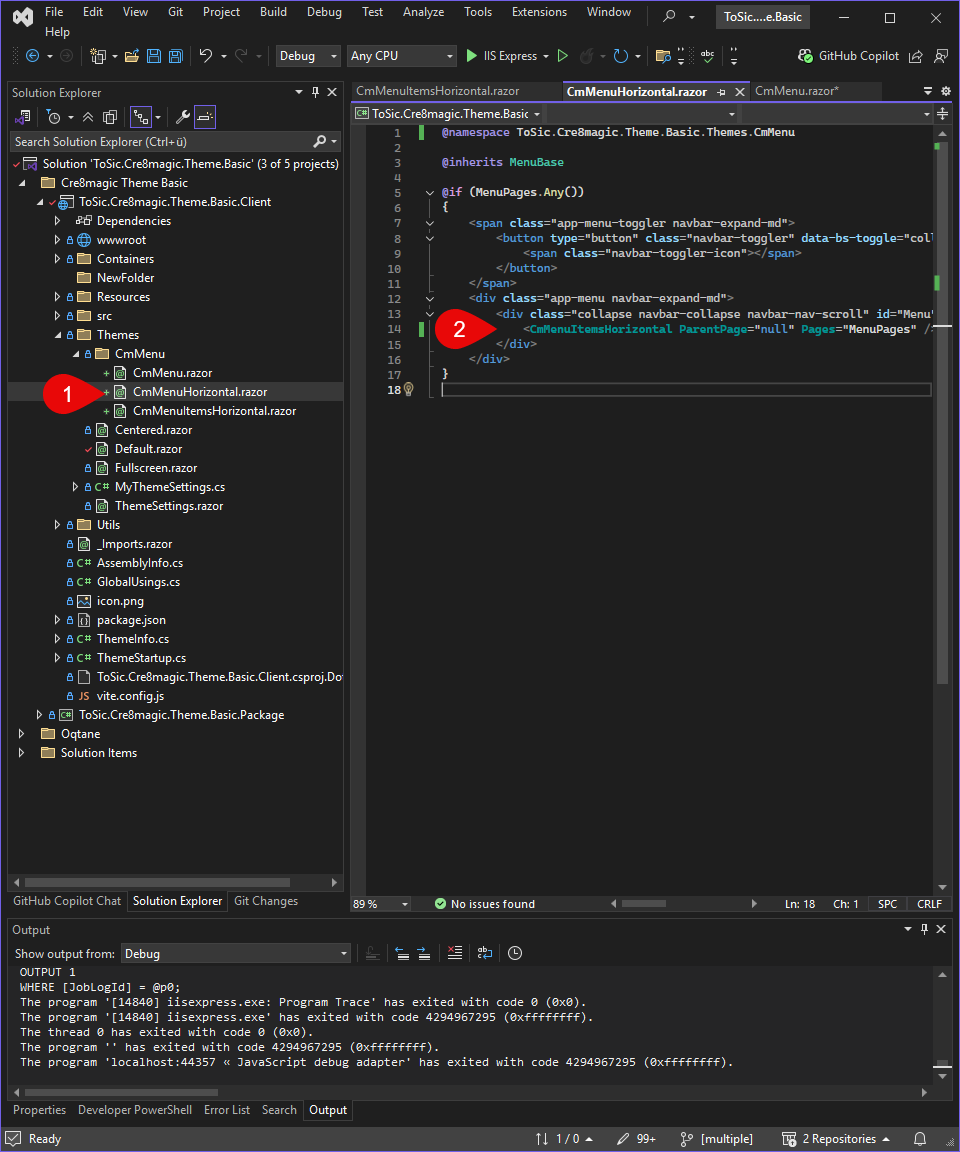 File Edit View Git Project Build Debug Test Analyze Tools Extensions Window
ToSic....e.Basic
Help
Debug Any CPU IIS Express GitHub Copilot
Solution Explorer
Search Solution Explorer (Ctrl+ü)
Solution 'ToSic.Cre8magic.Theme.Basic' (3 of 5 projects)
Cre8magic Theme Basic
ToSic.Cre8magic.Theme.Basic.Client
Dependencies
wwwroot
Containers
NewFolder
Resources
src
Themes
CmMenu
CmMenu.razor
1
CmMenuHorizontal.razor
CmMenuItemsHorizontal.razor
Centered.razor
Default.razor
Fullscreen.razor
C# MyThemeSettings.cs
ThemeSettings.razor
Utils
_Imports.razor
C# AssemblyInfo.cs
C# GlobalUsings.cs
icon.png
package.json
C# ThemeInfo.cs
C# ThemeStartup.cs
ToSic.Cre8magic.Theme.Basic.Client.csproj.Do
JS vite.config.js
C# ToSic.Cre8magic.Theme.Basic.Package
Oqtane
Solution Items
GitHub Copilot Chat Solution Explorer Git Changes
CmMenuItemsHorizontal.razor CmMenuHorizontal.razor CmMenu.razor*
C# ToSic.Cre8magic.Theme.Basic
1 @namespace ToSic.Cre8magic.Theme.Basic.Themes.CmMenu
2
3 @inherits MenuBase
4
5 @if (MenuPages.Any())
6 {
7 <span class="app-menu-toggler navbar-expand-md">
8 <button type="button" class="navbar-toggler" data-bs-toggle="coll
9 <span class="navbar-toggler-icon"></span>
10 </button>
11 </span>
12 <div class="app-menu navbar-expand-md">
13 <div class="collapse navbar-collapse navbar-nav-scroll" id="Menu"
2
14 <CmMenuItemsHorizontal ParentPage="null" Pages="MenuPages" />
15 </div>
16 </div>
17 }
18
89 % No issues found Ln: 18 Ch: 1 SPC CRLF
Output
Show output from: Debug
OUTPUT 1
WHERE [JobLogId] = @p0;
The program '[14840] iisexpress.exe: Program Trace' has exited with code 0 (0x0).
The program '[14840] iisexpress.exe' has exited with code 4294967295 (0xffffffff).
The thread 0 has exited with code 0 (0x0).
The program '' has exited with code 4294967295 (0xffffffff).
The program 'localhost:44357 « JavaScript debug adapter' has exited with code 4294967295 (0xffffffff).
Properties Developer PowerShell Error List Search Output
Ready 1 / 0 99+ [multiple] 2 Repositories